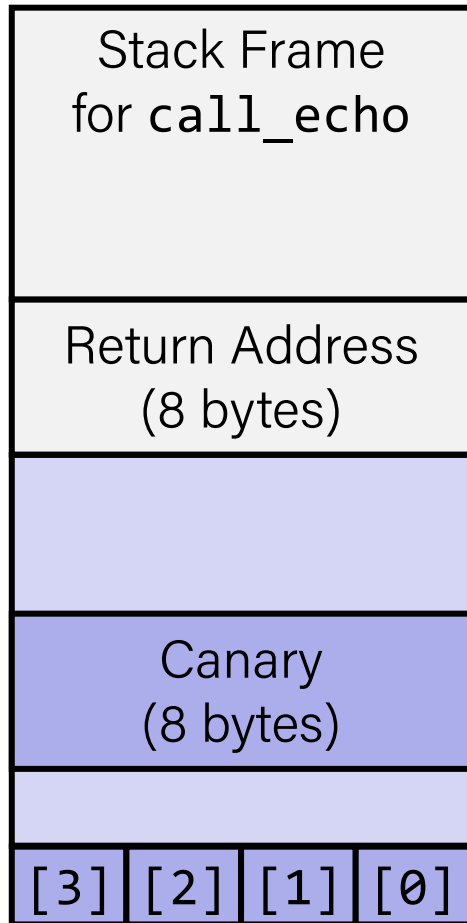 Stack Frame
for call_echo
Return Address
(8 bytes)
Canary
(8 bytes)
[3] [2] [1] [0]